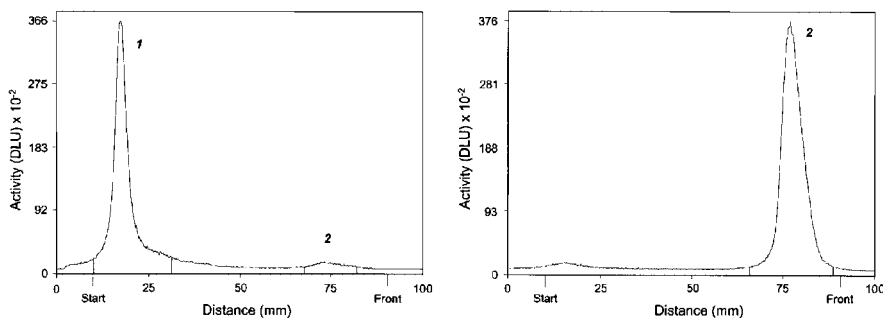 366
275
183
92
0
Activity (DLU) x 10-2
1
2
0
25
50
75
100
Start
Front
Distance (mm)
376
281
188
93
0
Activity (DLU) x 10-2
2
0
25
50
75
100
Start
Front
Distance (mm)